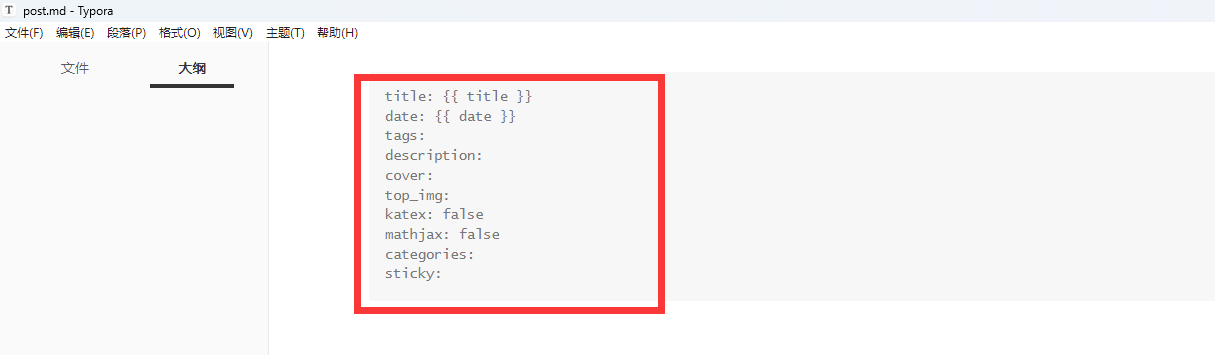 T post.md - Typora
文件(F) 编辑(E) 段落(P) 格式(O) 视图(V) 主题(T) 帮助(H)
文件 大纲
title: {{ title }}
date: {{ date }}
tags:
description:
cover:
top_img:
katex: false
mathjax: false
categories:
sticky: